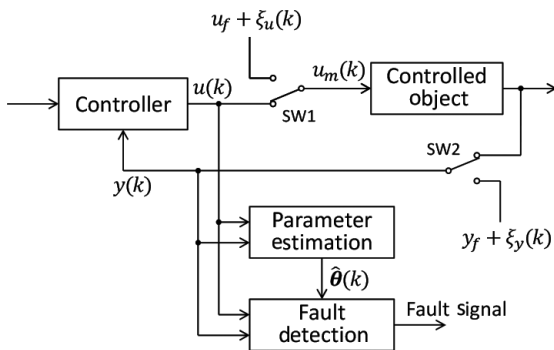 u_f + ξ_u(k)
Controller
u(k)
SW1
u_m(k)
Controlled
object
SW2
y(k)
Parameter
estimation
y_f + ξ_y(k)
θ̂(k)
Fault
detection
Fault Signal